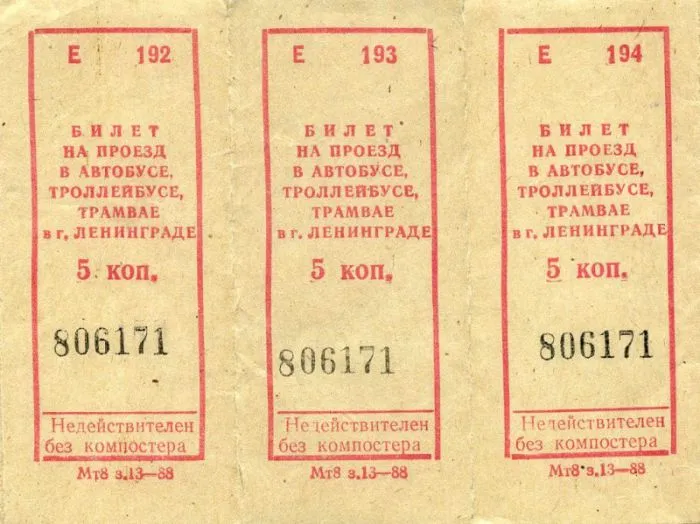 Е 192
БИЛЕТ
НА ПРОЕЗД
В АВТОБУСЕ,
ТРОЛЛЕЙБУСЕ,
ТРАМВАЕ
в г. ЛЕНИНГРАДЕ
5 коп.
806171
Недействителен
без компостера
Мт8 з.13—88
Е 193
БИЛЕТ
НА ПРОЕЗД
В АВТОБУСЕ,
ТРОЛЛЕЙБУСЕ,
ТРАМВАЕ
в г. ЛЕНИНГРАДЕ
5 коп.
806171
Недействителен
без компостера
Мт8 з.13—88
Е 194
БИЛЕТ
НА ПРОЕЗД
В АВТОБУСЕ,
ТРОЛЛЕЙБУСЕ,
ТРАМВАЕ
в г. ЛЕНИНГРАДЕ
5 коп.
806171
Недействителен
без компостера
Мт8 з.13—88